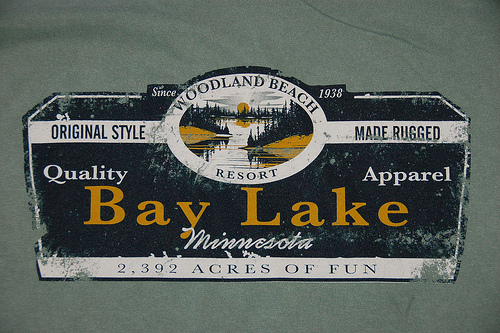 Since 1938
WOODLAND BEACH
RESORT
ORIGINAL STYLE MADE RUGGED
Quality Apparel
Bay Lake
Minnesota
2,392 ACRES OF FUN